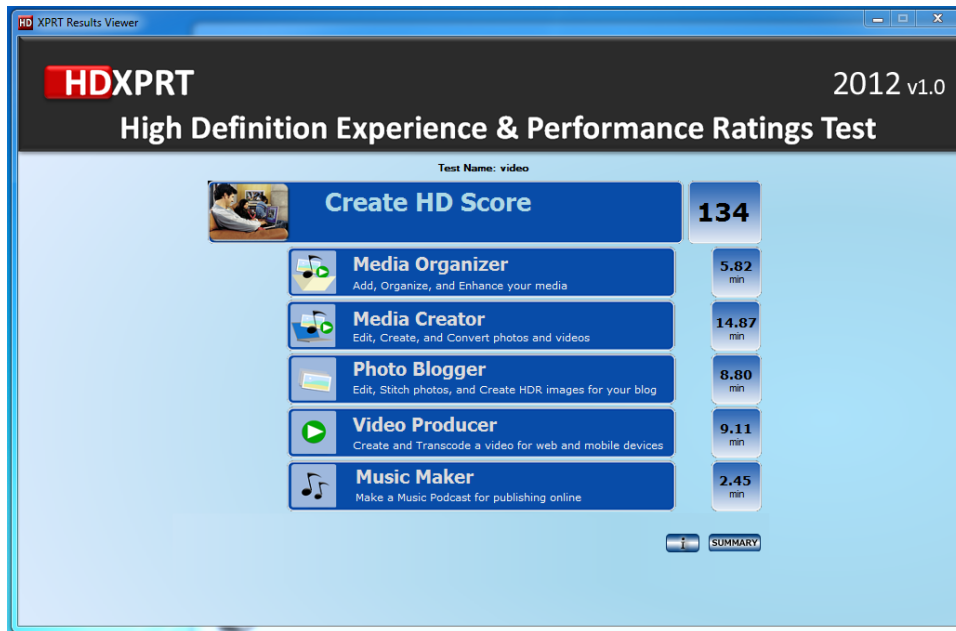 HD XPRT Results Viewer
HDXPRT
2012 v1.0
High Definition Experience & Performance Ratings Test
Test Name: video
Create HD Score
134
Media Organizer
Add, Organize, and Enhance your media
5.82
min
Media Creator
Edit, Create, and Convert photos and videos
14.87
min
Photo Blogger
Edit, Stitch photos, and Create HDR images for your blog
8.80
min
Video Producer
Create and Transcode a video for web and mobile devices
9.11
min
Music Maker
Make a Music Podcast for publishing online
2.45
min
i
SUMMARY